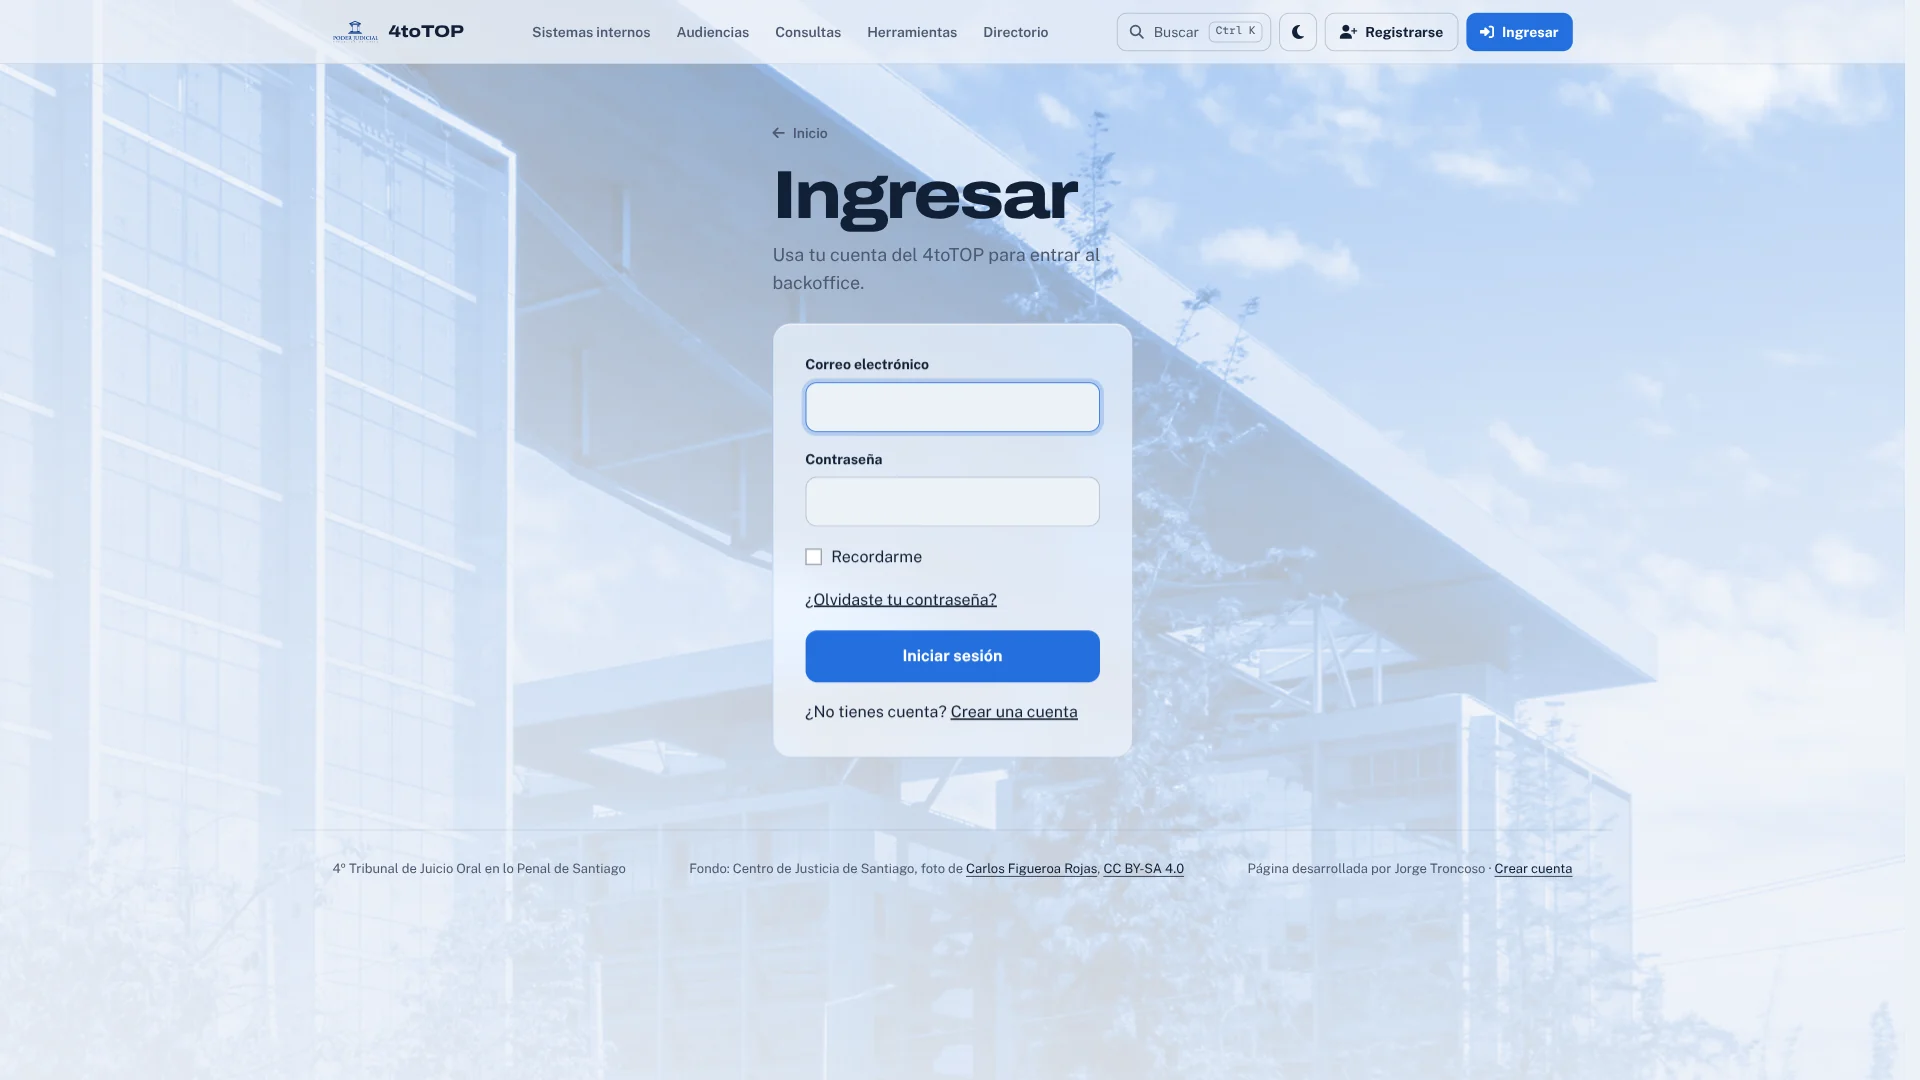 PODER JUDICIAL
4toTOP
Sistemas internos
Audiencias
Consultas
Herramientas
Directorio
Buscar
Ctrl K
Registrarse
Ingresar
Inicio
Ingresar
Usa tu cuenta del 4toTOP para entrar al
backoffice.
Correo electrónico
Contraseña
Recordarme
¿Olvidaste tu contraseña?
Iniciar sesión
¿No tienes cuenta? Crear una cuenta
4º Tribunal de Juicio Oral en lo Penal de Santiago
Fondo: Centro de Justicia de Santiago, foto de Carlos Figueroa Rojas, CC BY-SA 4.0
Página desarrollada por Jorge Troncoso · Crear cuenta